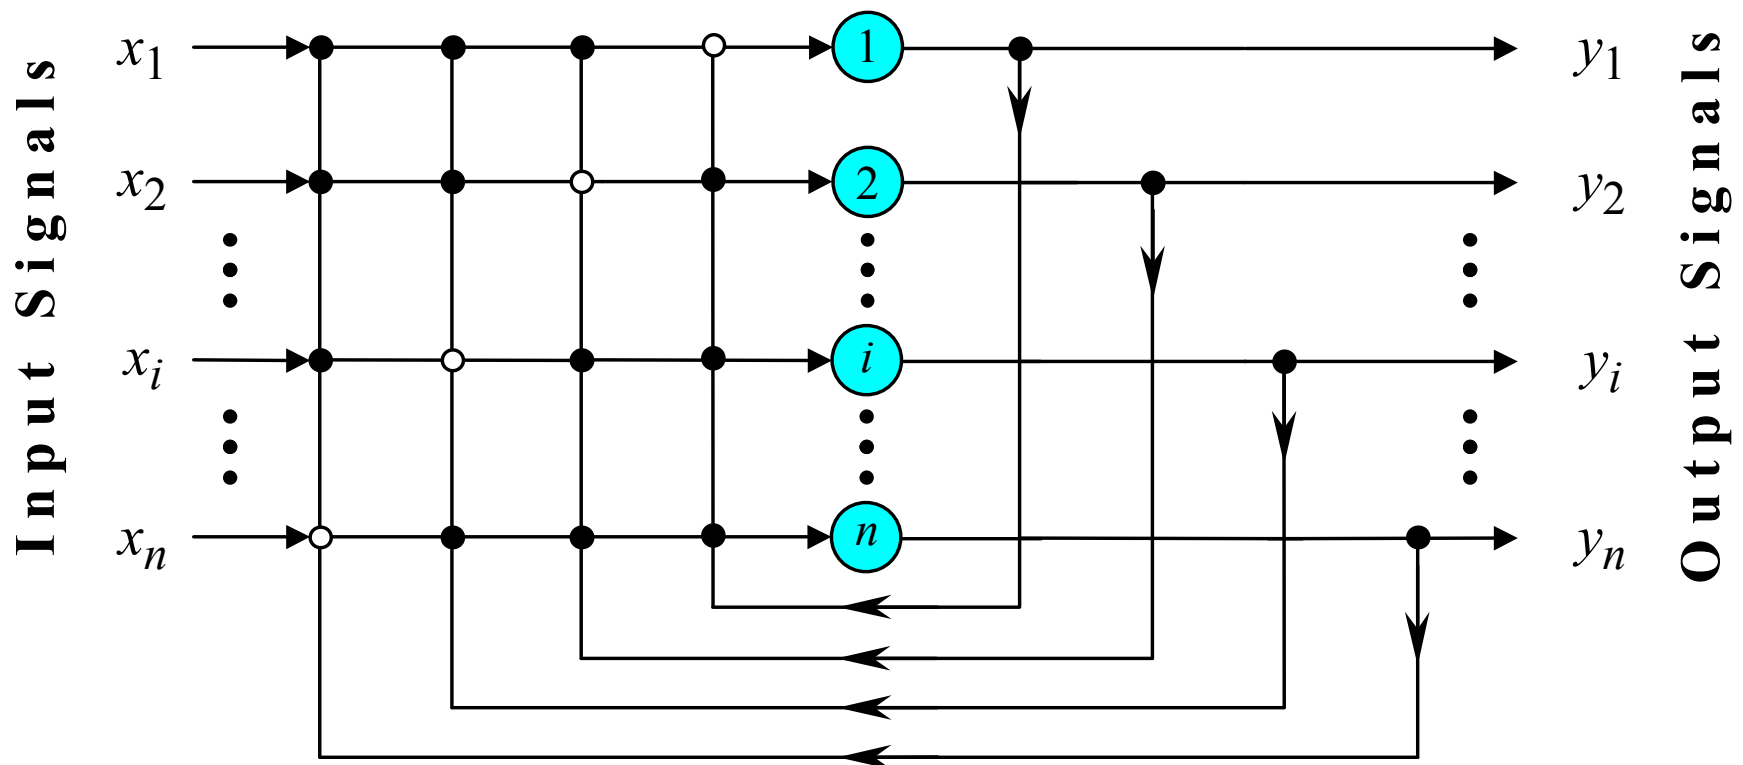 Input Signals
x1 1 y1
x2 2 y2
xi i yi
xn n yn
Output Signals